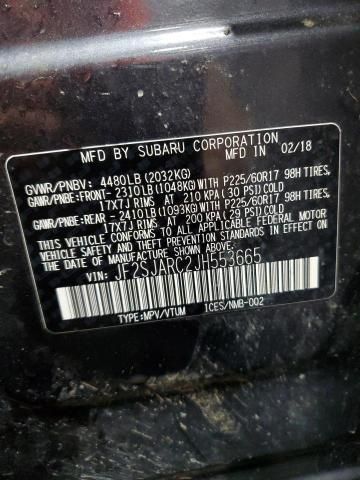 MFD BY SUBARU CORPORATION
MFD IN 02/18
GVWR/PNBV: 4480LB(2032KG)
GAWR/PNBE:FRONT- 2310LB(1048KG)WITH P225/60R17 98H TIRES,
17X7J RIMS AT 210 KPA (30 PSI)COLD
GAWR/PNBE:REAR - 2410LB(1093KG)WITH P225/60R17 98H TIRES,
17X7J RIMS AT 200 KPA (29 PSI)COLD
THIS VEHICLE CONFORMS TO ALL APPLICABLE FEDERAL MOTOR
VEHICLE SAFETY, BUMPER, AND THEFT PREVENTION STANDARDS
IN EFFECT ON THE DATE OF MANUFACTURE SHOWN ABOVE.
VIN: JF2SJARC2JH553665
TYPE:MPV/VTUM ICES/NMB-002